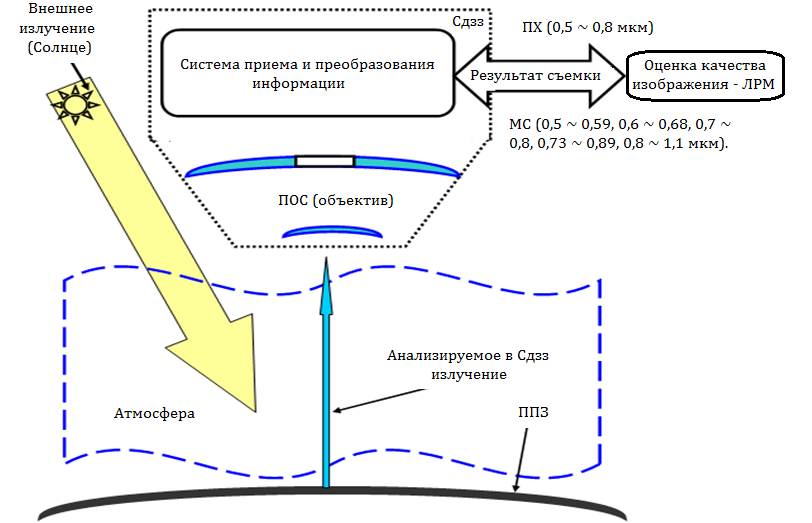 Внешнее
излучение
(Солнце)
Сдзз
ПХ (0,5 ~ 0,8 мкм)
Система приема и преобразования
информации
Результат съемки
Оценка качества
изображения - ЛРМ
МС (0,5 ~ 0,59, 0,6 ~ 0,68, 0,7 ~
0,8, 0,73 ~ 0,89, 0,8 ~ 1,1 мкм).
ПОС (объектив)
Анализируемое в Сдзз
излучение
Атмосфера
ППЗ